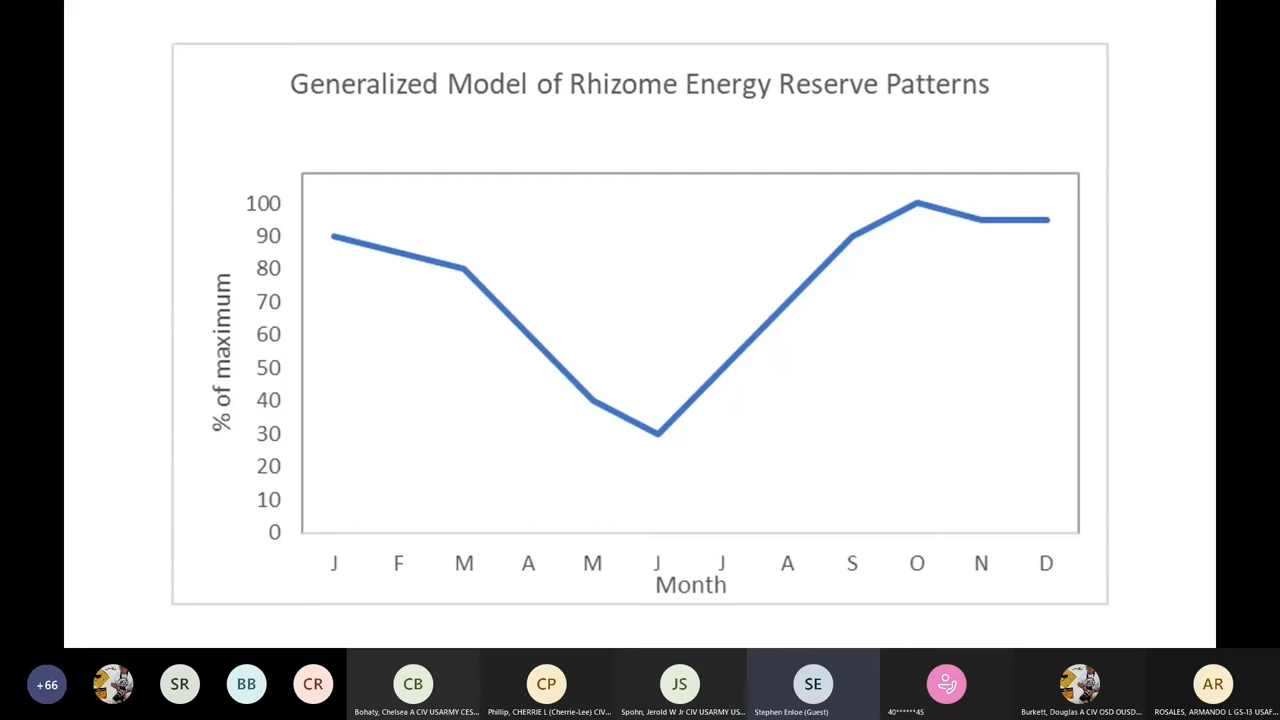 Generalized Model of Rhizome Energy Reserve Patterns
100
90
80
70
60
50
40
30
20
10
0
% of maximum
J F M A M J J A S O N D
Month
+66 SR BB CR CB CP JS SE AR
Bohaty, Chelsea A CIV USARMY CES... Phillip, CHERRIE L (Cherrie-Lee) CIV... Spohn, Jerold W Jr CIV USARMY US... Stephen Enloe (Guest) 40******45 Burkett, Douglas A CIV OSD OUSD... ROSALES, ARMANDO L GS-13 USAF...